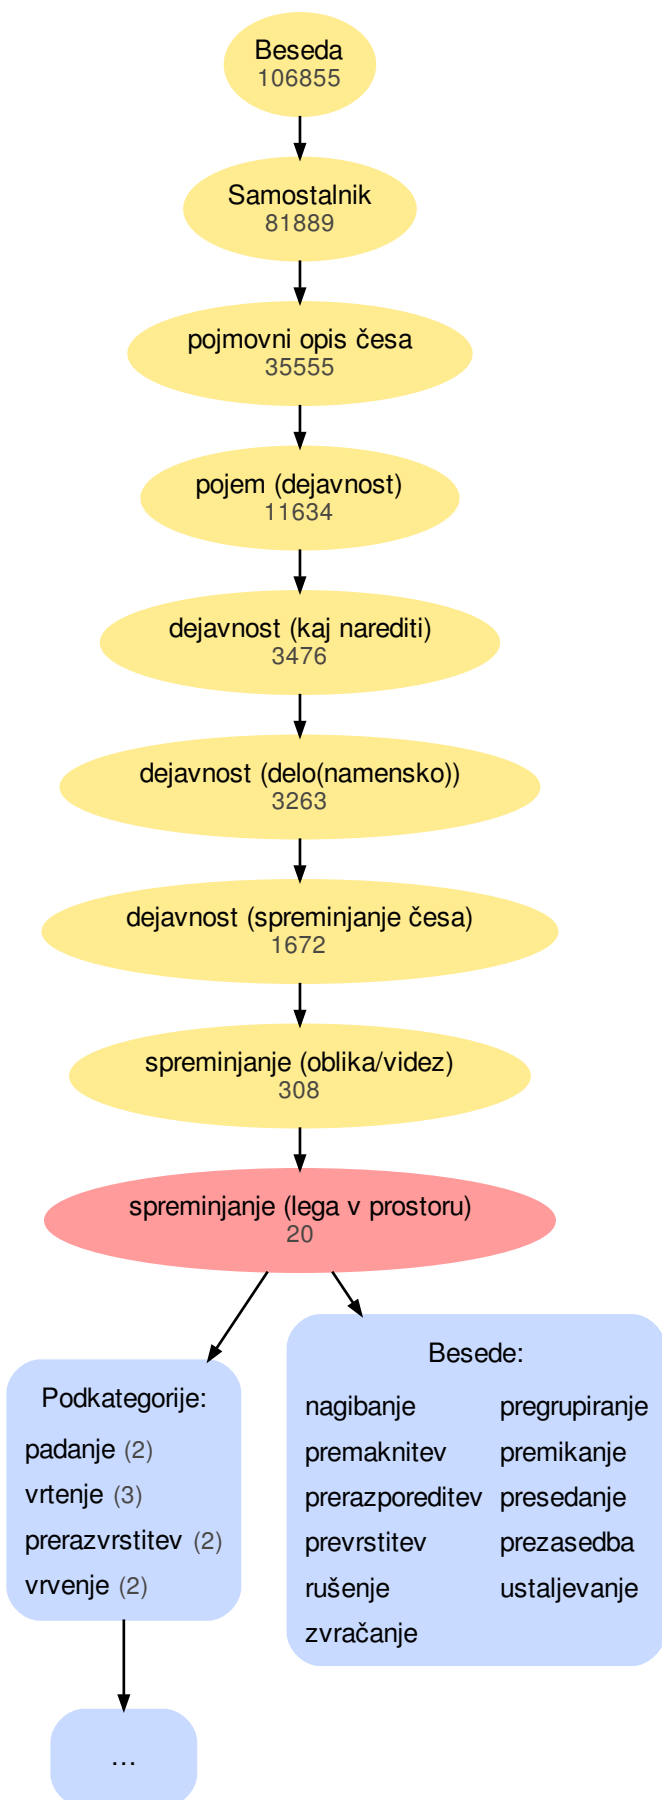 Beseda
106855
Samostalnik
81889
pojmovni opis česa
35555
pojem (dejavnost)
11634
dejavnost (kaj narediti)
3476
dejavnost (delo(namensko))
3263
dejavnost (spreminjanje česa)
1672
spreminjanje (oblika/videz)
308
spreminjanje (lega v prostoru)
20
Podkategorije:
padanje (2)
vrtenje (3)
prerazvrstitev (2)
vrvenje (2)
...
Besede:
nagibanje pregrupiranje
premaknitev premikanje
prerazporeditev presedanje
prevrstitev prezasedba
rušenje ustaljevanje
zvračanje